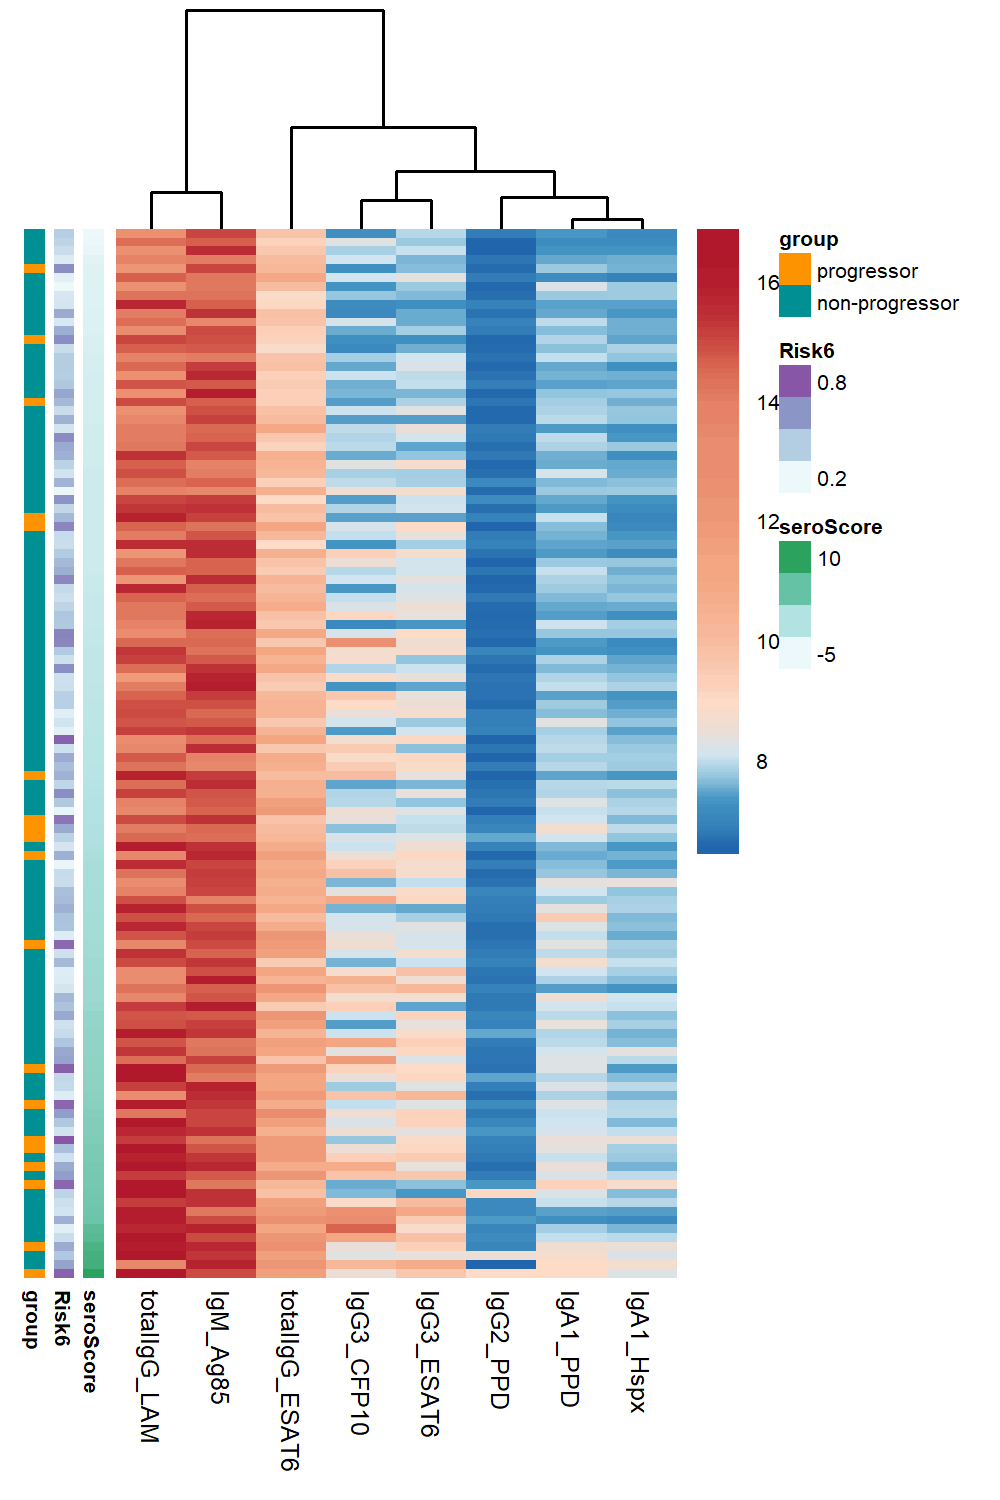 group
progressor
non-progressor
Risk6
0.8
0.2
seroScore
10
-5
16
14
12
10
8
group
Risk6
seroScore
totalIgG_LAM
IgM_Ag85
totalIgG_ESAT6
IgG3_CFP10
IgG3_ESAT6
IgG2_PPD
IgA1_PPD
IgA1_Hspx